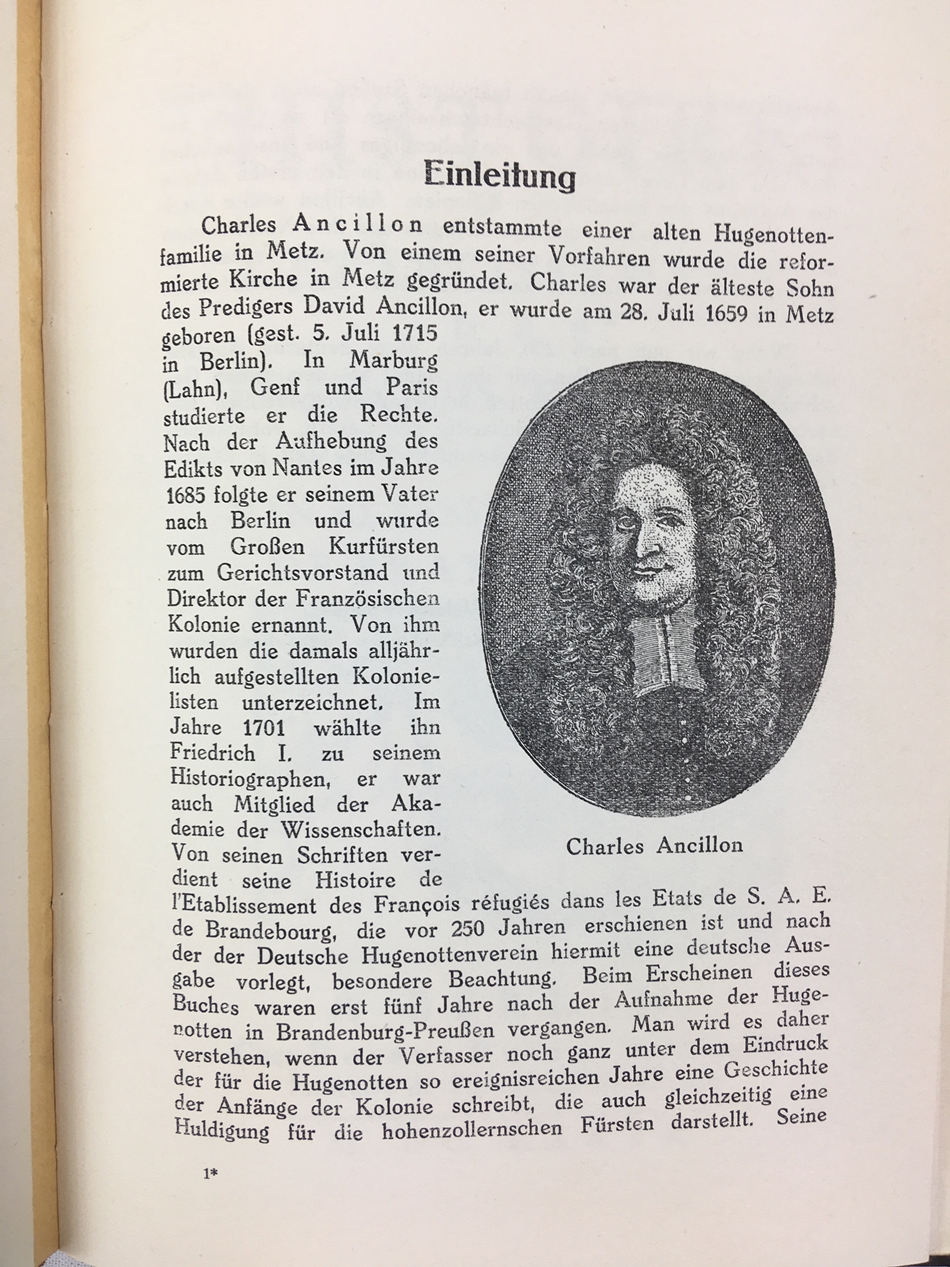 Einleitung
Charles Ancillon entstammte einer alten Hugenotten-
familie in Metz. Von einem seiner Vorfahren wurde die refor-
mierte Kirche in Metz gegründet. Charles war der älteste Sohn
des Predigers David Ancillon, er wurde am 28. Juli 1659 in Metz
geboren (gest. 5. Juli 1715
in Berlin). In Marburg
(Lahn), Genf und Paris
studierte er die Rechte.
Nach der Aufhebung des
Edikts von Nantes im Jahre
1685 folgte er seinem Vater
nach Berlin und wurde
vom Großen Kurfürsten
zum Gerichtsvorstand und
Direktor der Französischen
Kolonie ernannt. Von ihm
wurden die damals alljähr-
lich aufgestellten Kolonie-
listen unterzeichnet. Im
Jahre 1701 wählte ihn
Friedrich I. zu seinem
Historiographen, er war
auch Mitglied der Aka-
demie der Wissenschaften.
Von seinen Schriften ver-
dient seine Histoire de
l'Etablissement des François réfugiés dans les Etats de S. A. E.
de Brandebourg, die vor 250 Jahren erschienen ist und nach
der der Deutsche Hugenottenverein hiermit eine deutsche Aus-
gabe vorlegt, besondere Beachtung. Beim Erscheinen dieses
Buches waren erst fünf Jahre nach der Aufnahme der Huge-
notten in Brandenburg-Preußen vergangen. Man wird es daher
verstehen, wenn der Verfasser noch ganz unter dem Eindruck
der für die Hugenotten so ereignisreichen Jahre eine Geschichte
der Anfänge der Kolonie schreibt, die auch gleichzeitig eine
Huldigung für die hohenzollernschen Fürsten darstellt. Seine
Charles Ancillon
1*